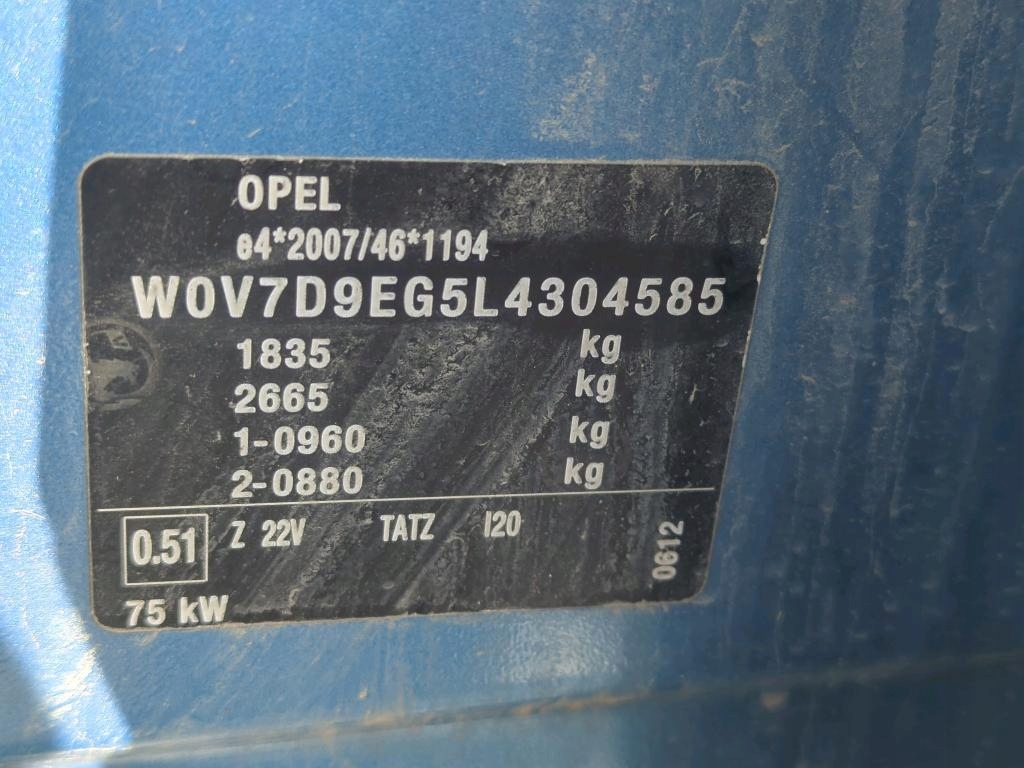 OPEL
e4*2007/46*1194
W0V7D9EG5L4304585
1835 kg
2665 kg
1-0960 kg
2-0880 kg
0.51 Z 22V TATZ I20
75 kW
0612